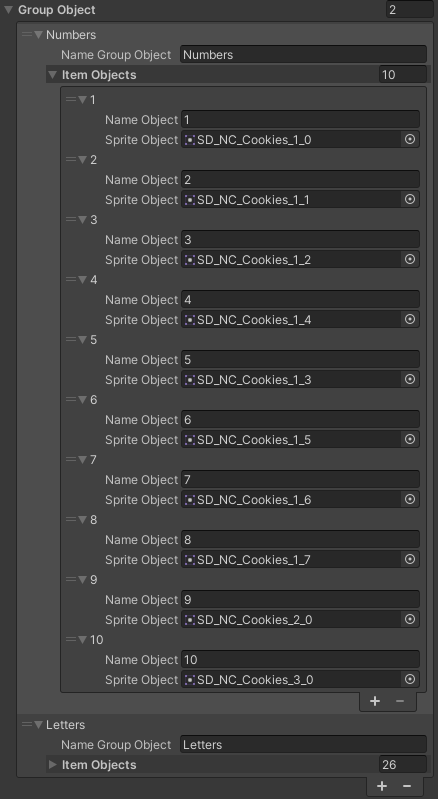 Group Object 2
Numbers
Name Group Object Numbers
Item Objects 10
1
Name Object 1
Sprite Object SD_NC_Cookies_1_0
2
Name Object 2
Sprite Object SD_NC_Cookies_1_1
3
Name Object 3
Sprite Object SD_NC_Cookies_1_2
4
Name Object 4
Sprite Object SD_NC_Cookies_1_4
5
Name Object 5
Sprite Object SD_NC_Cookies_1_3
6
Name Object 6
Sprite Object SD_NC_Cookies_1_5
7
Name Object 7
Sprite Object SD_NC_Cookies_1_6
8
Name Object 8
Sprite Object SD_NC_Cookies_1_7
9
Name Object 9
Sprite Object SD_NC_Cookies_2_0
10
Name Object 10
Sprite Object SD_NC_Cookies_3_0
+ −
Letters
Name Group Object Letters
Item Objects 26
+ −